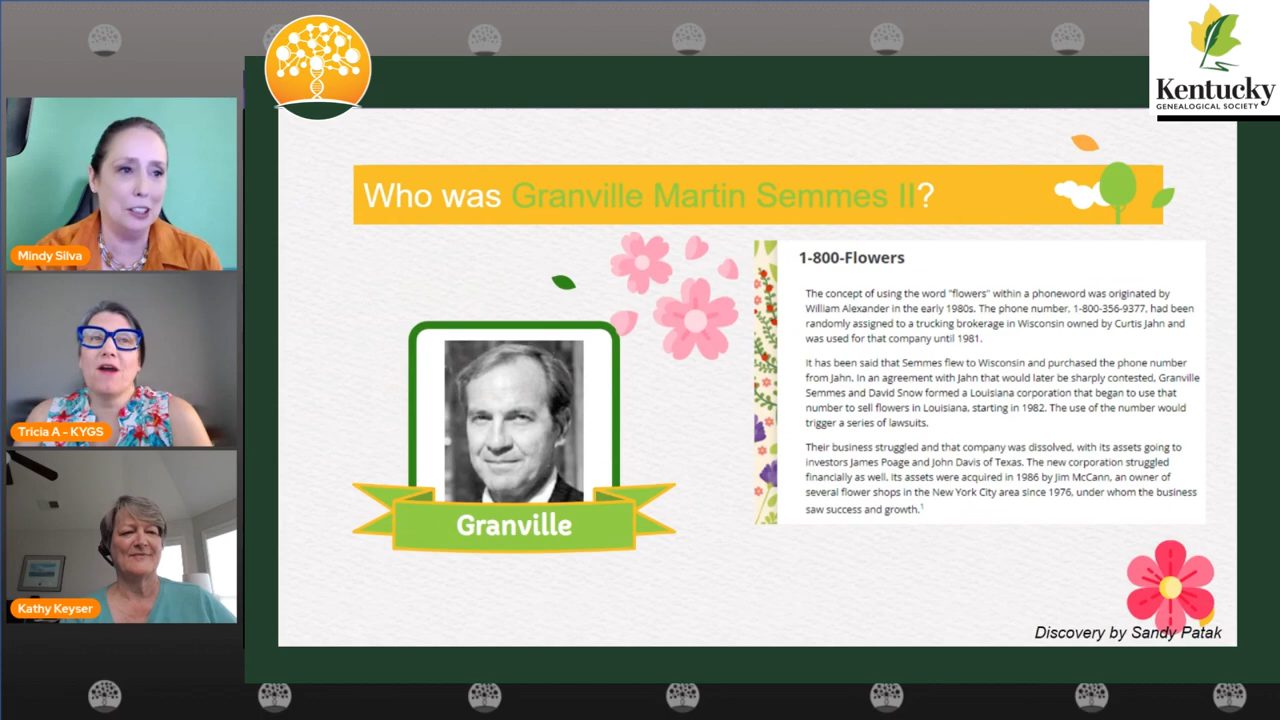 Kentucky
GENEALOGICAL SOCIETY
Who was Granville Martin Semmes II?
Mindy Silva
Tricia A - KYGS
Kathy Keyser
Granville
1-800-Flowers
The concept of using the word "flowers" within a phoneword was originated by
William Alexander in the early 1980s. The phone number, 1-800-356-9377, had been
randomly assigned to a trucking brokerage in Wisconsin owned by Curtis Jahn and
was used for that company until 1981.
It has been said that Semmes flew to Wisconsin and purchased the phone number
from Jahn. In an agreement with Jahn that would later be sharply contested, Granville
Semmes and David Snow formed a Louisiana corporation that began to use that
number to sell flowers in Louisiana, starting in 1982. The use of the number would
trigger a series of lawsuits.
Their business struggled and that company was dissolved, with its assets going to
investors James Poage and John Davis of Texas. The new corporation struggled
financially as well. Its assets were acquired in 1986 by Jim McCann, an owner of
several flower shops in the New York City area since 1976, under whom the business
saw success and growth.¹
Discovery by Sandy Patak